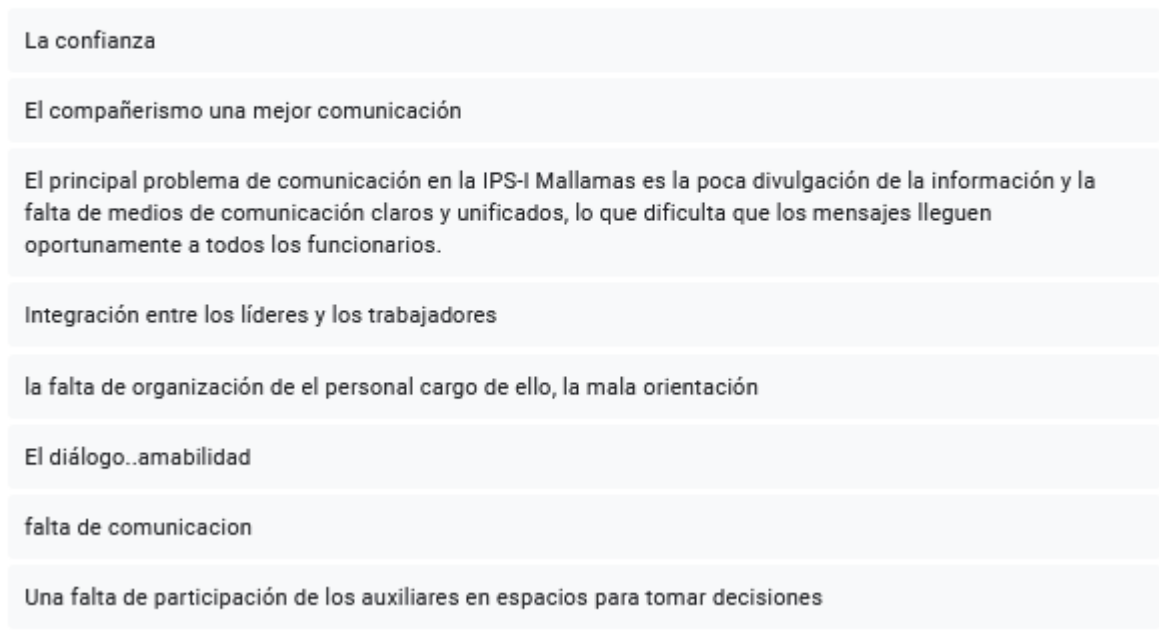 La confianza
El compañerismo una mejor comunicación
El principal problema de comunicación en la IPS-I Mallamas es la poca divulgación de la información y la
falta de medios de comunicación claros y unificados, lo que dificulta que los mensajes lleguen
oportunamente a todos los funcionarios.
Integración entre los líderes y los trabajadores
la falta de organización de el personal cargo de ello, la mala orientación
El diálogo..amabilidad
falta de comunicacion
Una falta de participación de los auxiliares en espacios para tomar decisiones